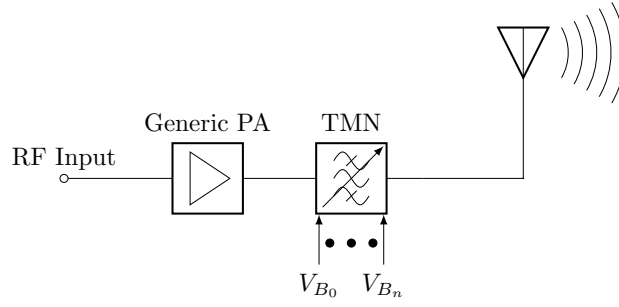 Generic PA
TMN
RF Input
V_{B_0}
V_{B_n}